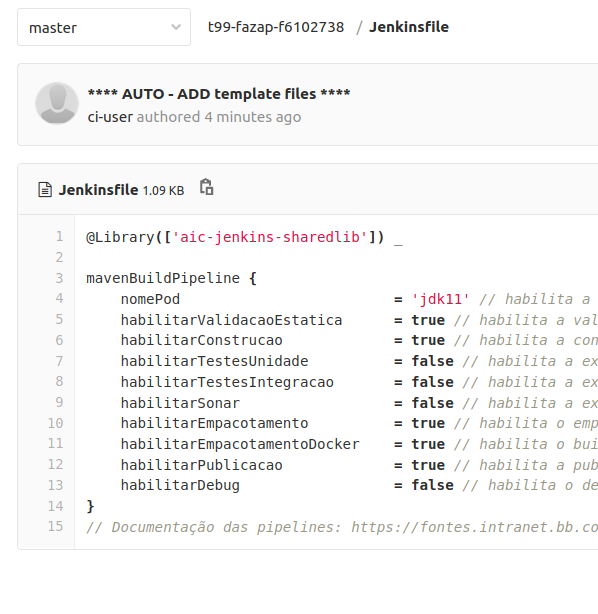 master
t99-fazap-f6102738 / Jenkinsfile
**** AUTO - ADD template files ****
ci-user authored 4 minutes ago
Jenkinsfile 1.09 KB
1 @Library(['aic-jenkins-sharedlib']) _
2
3 mavenBuildPipeline {
4 nomePod = 'jdk11' // habilita a
5 habilitarValidacaoEstatica = true // habilita a val
6 habilitarConstrucao = true // habilita a con
7 habilitarTestesUnidade = false // habilita a ex
8 habilitarTestesIntegracao = false // habilita a ex
9 habilitarSonar = false // habilita a ex
10 habilitarEmpacotamento = true // habilita o emp
11 habilitarEmpacotamentoDocker = true // habilita o bui
12 habilitarPublicacao = true // habilita a pub
13 habilitarDebug = false // habilita o de
14 }
15 // Documentação das pipelines: https://fontes.intranet.bb.co